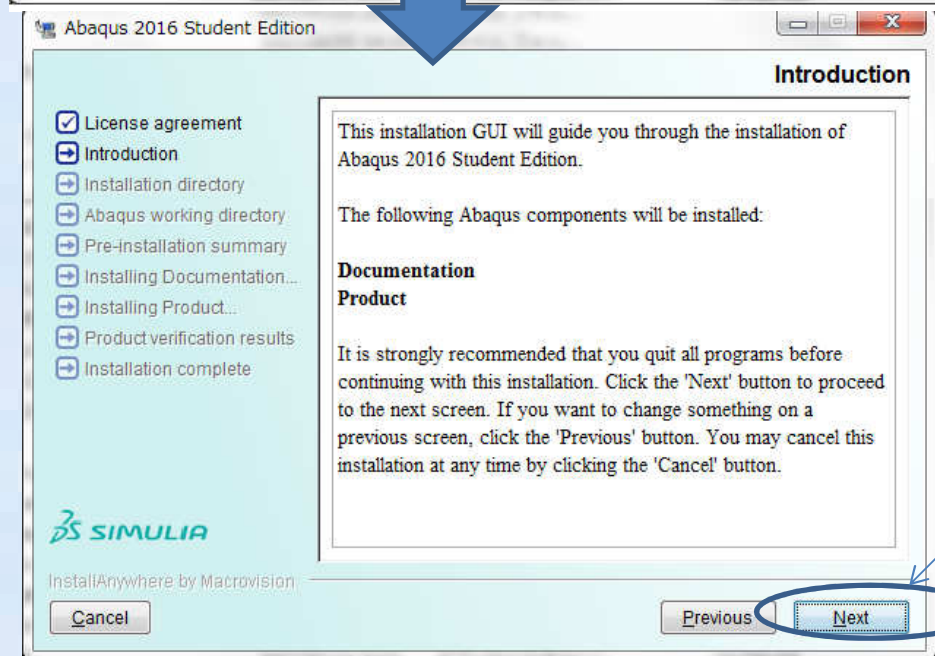 Abaqus 2016 Student Edition
Introduction
License agreement
Introduction
Installation directory
Abaqus working directory
Pre-installation summary
Installing Documentation...
Installing Product...
Product verification results
Installation complete
This installation GUI will guide you through the installation of
Abaqus 2016 Student Edition.
The following Abaqus components will be installed:
Documentation
Product
It is strongly recommended that you quit all programs before
continuing with this installation. Click the 'Next' button to proceed
to the next screen. If you want to change something on a
previous screen, click the 'Previous' button. You may cancel this
installation at any time by clicking the 'Cancel' button.
3S SIMULIA
InstallAnywhere by Macrovision
Cancel
Previous
Next